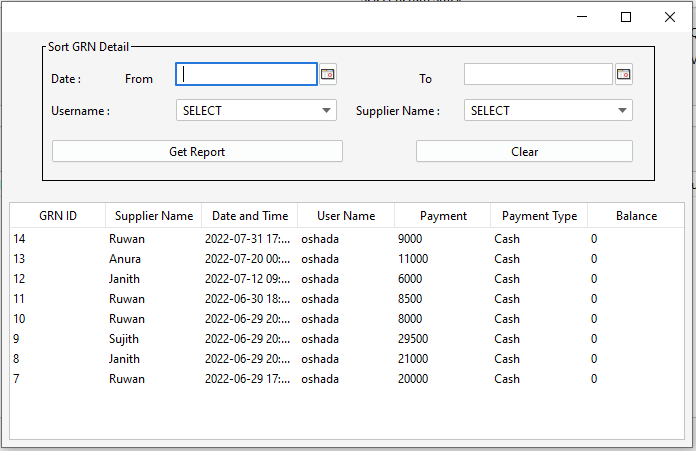 Sort GRN Detail
Date : From To
Username : SELECT Supplier Name : SELECT
Get Report Clear
GRN ID Supplier Name Date and Time User Name Payment Payment Type Balance
14 Ruwan 2022-07-31 17:... oshada 9000 Cash 0
13 Anura 2022-07-20 00:... oshada 11000 Cash 0
12 Janith 2022-07-12 09:... oshada 6000 Cash 0
11 Ruwan 2022-06-30 18:... oshada 8500 Cash 0
10 Ruwan 2022-06-29 20:... oshada 8000 Cash 0
9 Sujith 2022-06-29 20:... oshada 29500 Cash 0
8 Janith 2022-06-29 20:... oshada 21000 Cash 0
7 Ruwan 2022-06-29 17:... oshada 20000 Cash 0